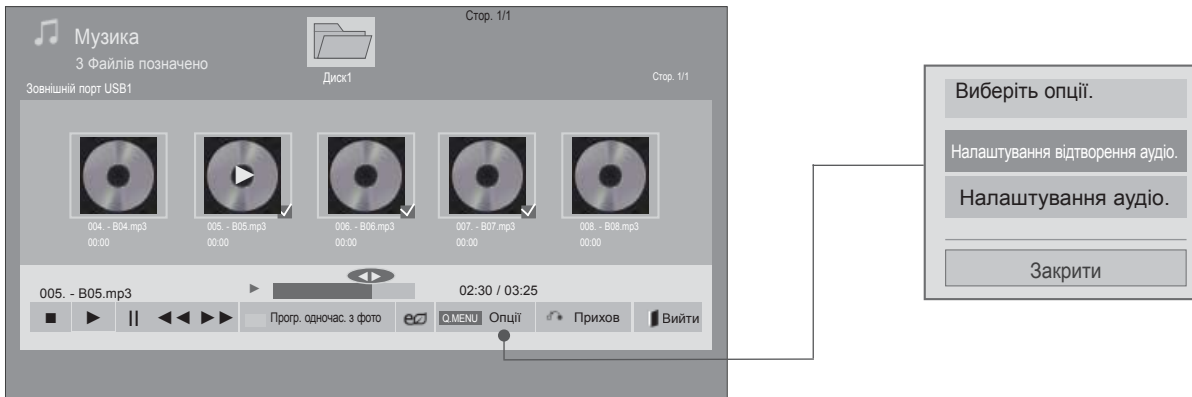 Стор. 1/1
Музика
3 Файлів позначено
Диск1
Стор. 1/1
Зовнішній порт USB1
004. - B04.mp3
00:00
005. - B05.mp3
00:00
006. - B06.mp3
00:00
007. - B07.mp3
00:00
008. - B08.mp3
00:00
005. - B05.mp3
02:30 / 03:25
Прогр. одночас. з фото
Q.MENU Опції
Прихов
Вийти
Виберіть опції.
Налаштування відтворення аудіо.
Налаштування аудіо.
Закрити